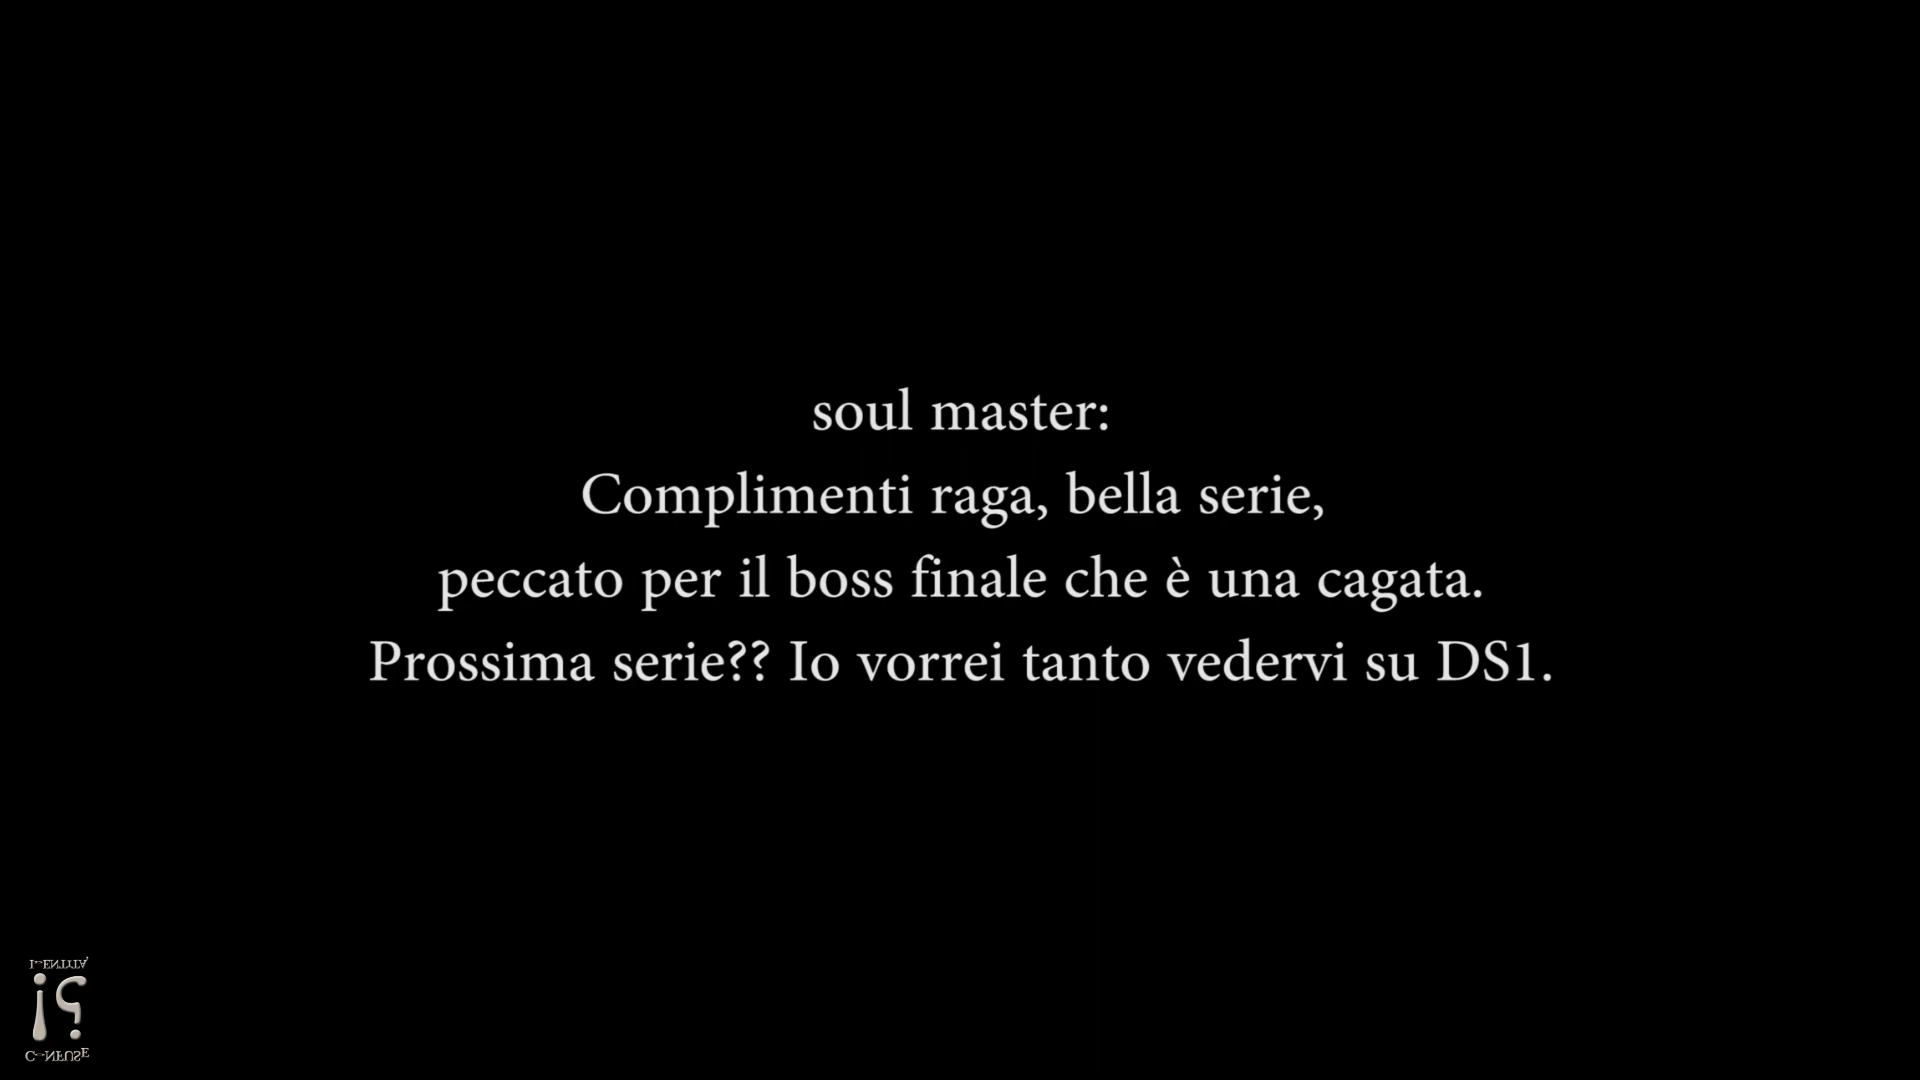 soul master:
Complimenti raga, bella serie,
peccato per il boss finale che è una cagata.
Prossima serie?? Io vorrei tanto vedervi su DS1.